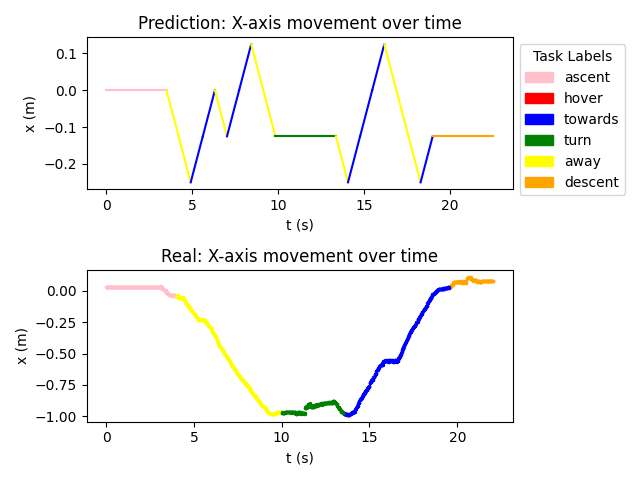 Prediction: X-axis movement over time
0.1
0.0
−0.1
−0.2
x (m)
0
5
10
15
20
t (s)
Task Labels
ascent
hover
towards
turn
away
descent
Real: X-axis movement over time
0.00
−0.25
−0.50
−0.75
−1.00
x (m)
0
5
10
15
20
t (s)